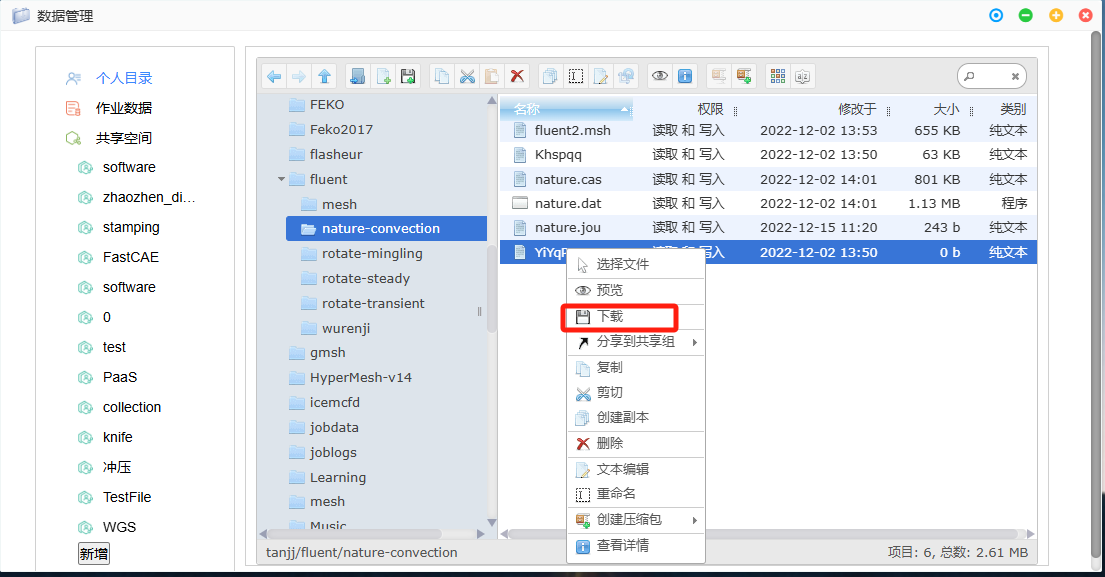 数据管理
个人目录
作业数据
共享空间
software
zhaozhen_di...
stamping
FastCAE
software
0
test
PaaS
collection
knife
冲压
TestFile
WGS
新增
FEKO
Feko2017
flasheur
fluent
mesh
nature-convection
rotate-mingling
rotate-steady
rotate-transient
wurenji
gmsh
HyperMesh-v14
icemcfd
jobdata
joblogs
Learning
mesh
Music
名称 权限 修改于 大小 类别
fluent2.msh 读取 和 写入 2022-12-02 13:53 655 KB 纯文本
Khspqq 读取 和 写入 2022-12-02 13:50 63 KB 纯文本
nature.cas 读取 和 写入 2022-12-02 14:01 801 KB 纯文本
nature.dat 读取 和 写入 2022-12-02 14:01 1.13 MB 程序
nature.jou 读取 和 写入 2022-12-15 11:20 243 b 纯文本
YiYqP 读取 和 写入 2022-12-02 13:50 0 b 纯文本
选择文件
预览
下载
分享到共享组
复制
剪切
创建副本
删除
文本编辑
重命名
创建压缩包
查看详情
tanjj/fluent/nature-convection
项目: 6, 总数: 2.61 MB